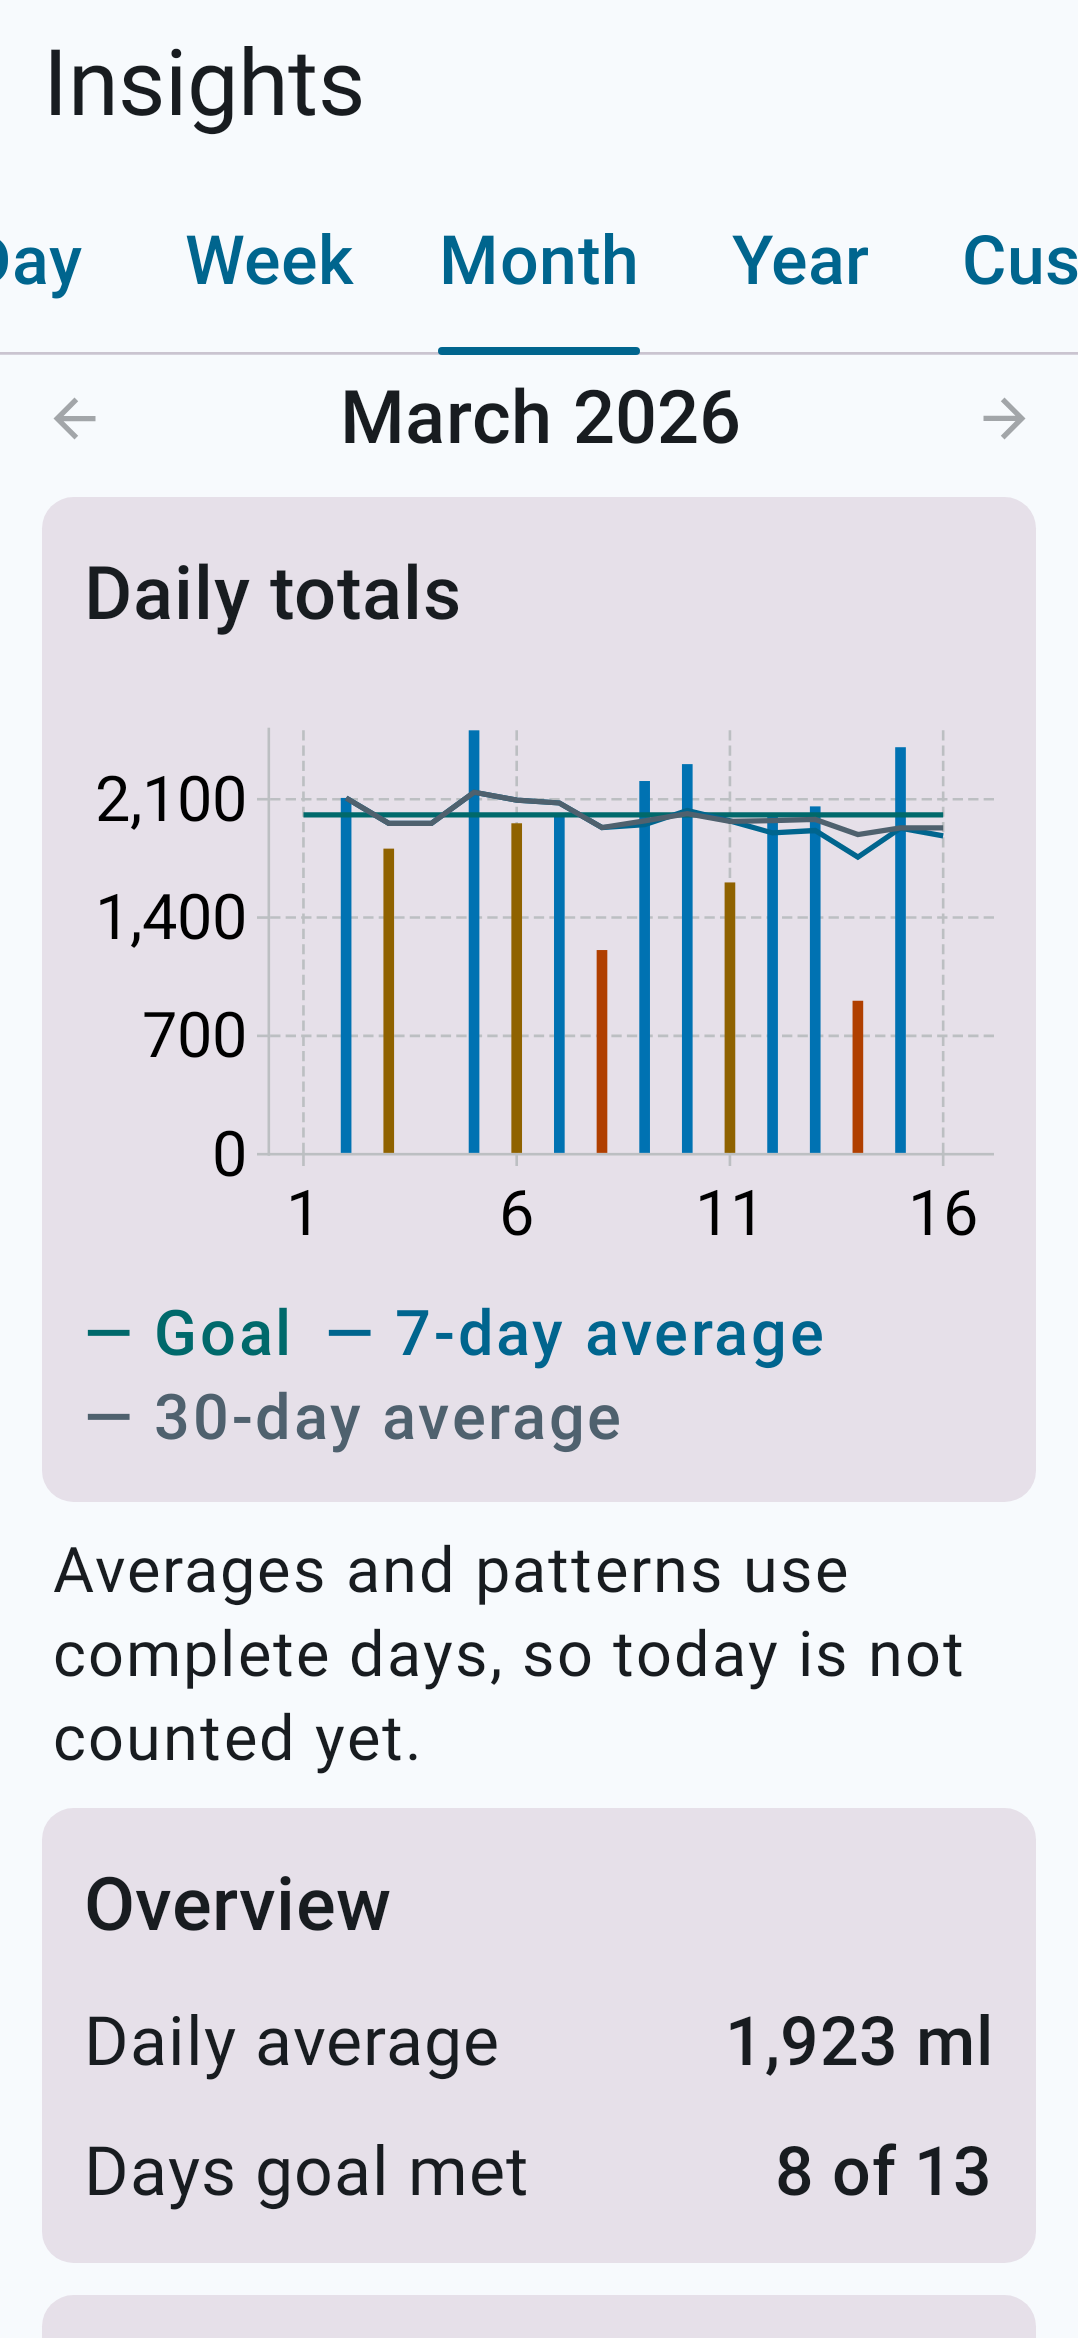 Insights
Day Week Month Year Cus
March 2026
Daily totals
2,100
1,400
700
0
1 6 11 16
Goal 7-day average
30-day average
Averages and patterns use
complete days, so today is not
counted yet.
Overview
Daily average 1,923 ml
Days goal met 8 of 13